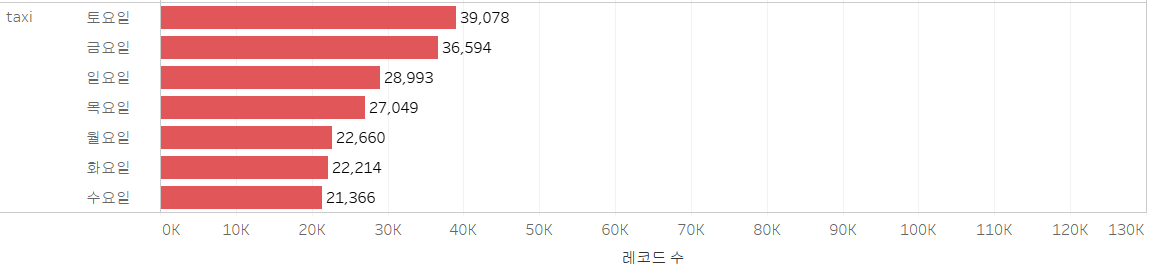 taxi
토요일 39,078
금요일 36,594
일요일 28,993
목요일 27,049
월요일 22,660
화요일 22,214
수요일 21,366
0K 10K 20K 30K 40K 50K 60K 70K 80K 90K 100K 110K 120K 130K
레코드 수